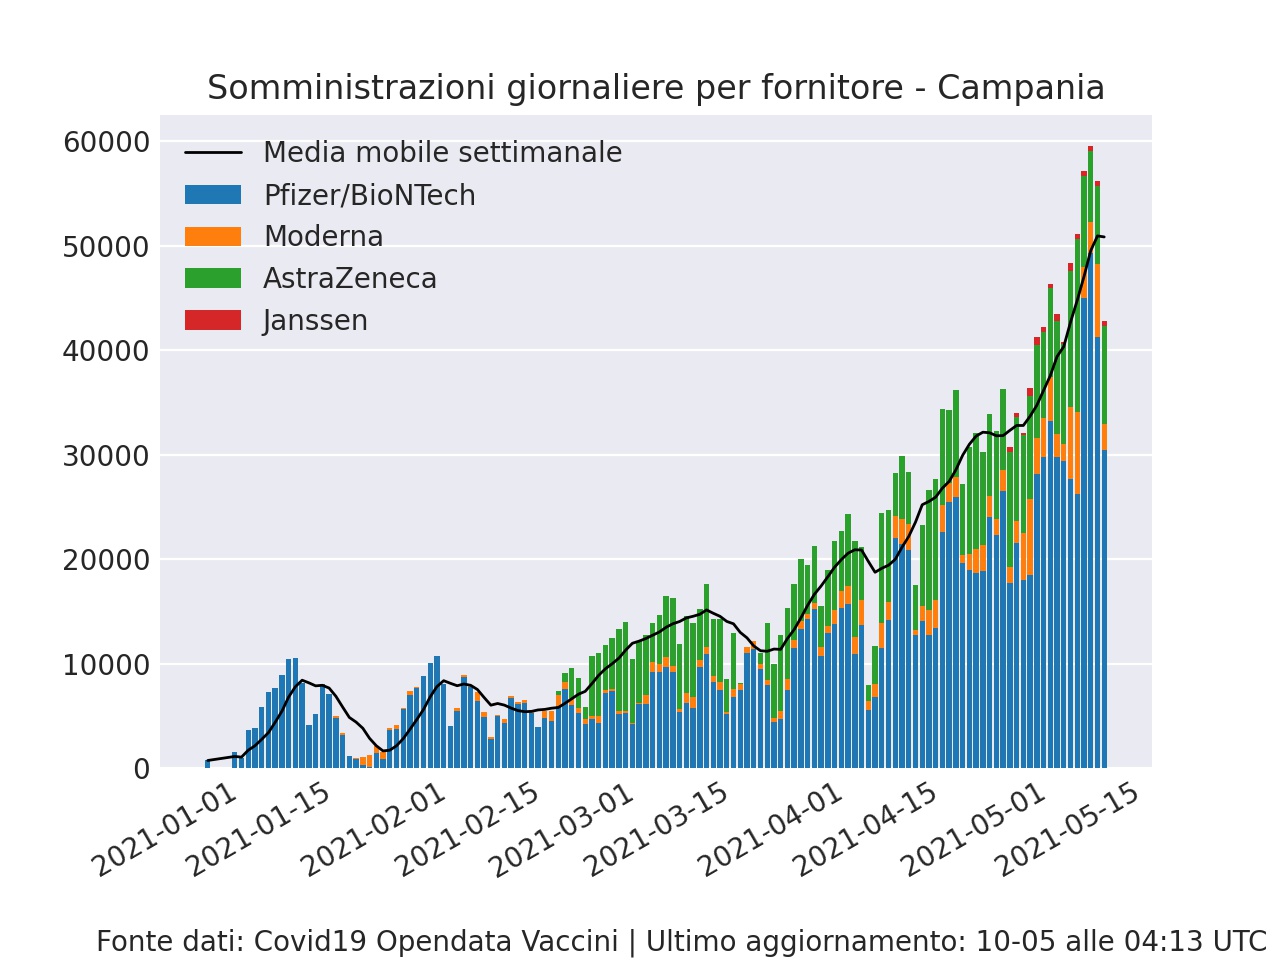 Somministrazioni giornaliere per fornitore - Campania
60000
50000
40000
30000
20000
10000
0
Media mobile settimanale
Pfizer/BioNTech
Moderna
AstraZeneca
Janssen
2021-01-01
2021-01-15
2021-02-01
2021-02-15
2021-03-01
2021-03-15
2021-04-01
2021-04-15
2021-05-01
2021-05-15
Fonte dati: Covid19 Opendata Vaccini | Ultimo aggiornamento: 10-05 alle 04:13 UTC